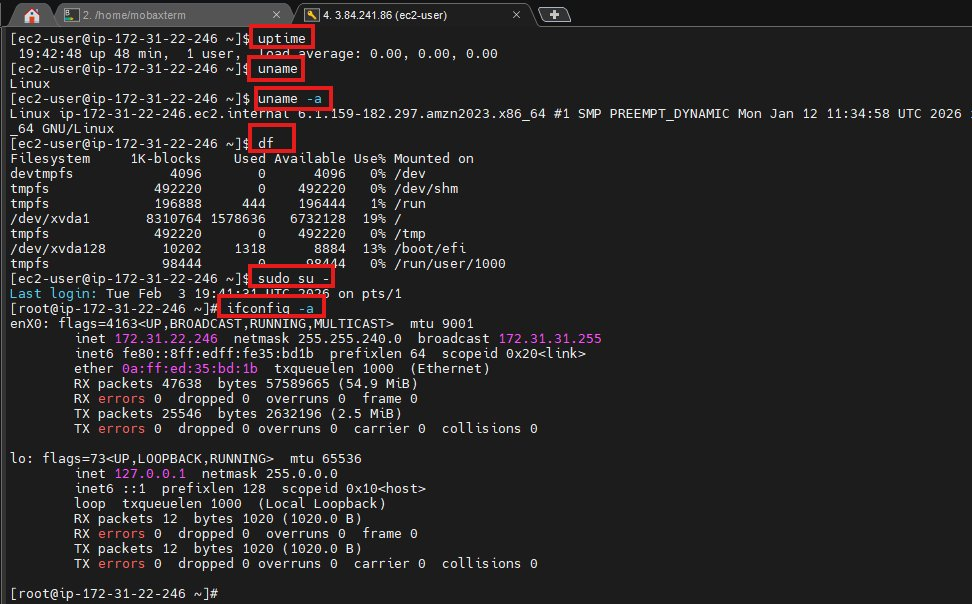 2. /home/mobaxterm
4. 3.84.241.86 (ec2-user)
[ec2-user@ip-172-31-22-246 ~]$ uptime
 19:42:48 up 48 min,  1 user,  load average: 0.00, 0.00, 0.00
[ec2-user@ip-172-31-22-246 ~]$ uname
Linux
[ec2-user@ip-172-31-22-246 ~]$ uname -a
Linux ip-172-31-22-246.ec2.internal 6.1.159-182.297.amzn2023.x86_64 #1 SMP PREEMPT_DYNAMIC Mon Jan 12 11:34:58 UTC 2026
_64 GNU/Linux
[ec2-user@ip-172-31-22-246 ~]$ df
Filesystem     1K-blocks    Used Available Use% Mounted on
devtmpfs            4096       0      4096   0% /dev
tmpfs             492220       0    492220   0% /dev/shm
tmpfs             196888     444    196444   1% /run
/dev/xvda1       8310764 1578636   6732128  19% /
tmpfs             492220       0    492220   0% /tmp
/dev/xvda128       10202    1318      8884  13% /boot/efi
tmpfs              98444       0     98444   0% /run/user/1000
[ec2-user@ip-172-31-22-246 ~]$ sudo su -
Last login: Tue Feb  3 19:41:31 UTC 2026 on pts/1
[root@ip-172-31-22-246 ~]# ifconfig -a
enX0: flags=4163<UP,BROADCAST,RUNNING,MULTICAST>  mtu 9001
        inet 172.31.22.246  netmask 255.255.240.0  broadcast 172.31.31.255
        inet6 fe80::8ff:edff:fe35:bd1b  prefixlen 64  scopeid 0x20<link>
        ether 0a:ff:ed:35:bd:1b  txqueuelen 1000  (Ethernet)
        RX packets 47638  bytes 57589665 (54.9 MiB)
        RX errors 0  dropped 0  overruns 0  frame 0
        TX packets 25546  bytes 2632196 (2.5 MiB)
        TX errors 0  dropped 0 overruns 0  carrier 0  collisions 0

lo: flags=73<UP,LOOPBACK,RUNNING>  mtu 65536
        inet 127.0.0.1  netmask 255.0.0.0
        inet6 ::1  prefixlen 128  scopeid 0x10<host>
        loop  txqueuelen 1000  (Local Loopback)
        RX packets 12  bytes 1020 (1020.0 B)
        RX errors 0  dropped 0  overruns 0  frame 0
        TX packets 12  bytes 1020 (1020.0 B)
        TX errors 0  dropped 0 overruns 0  carrier 0  collisions 0

[root@ip-172-31-22-246 ~]#